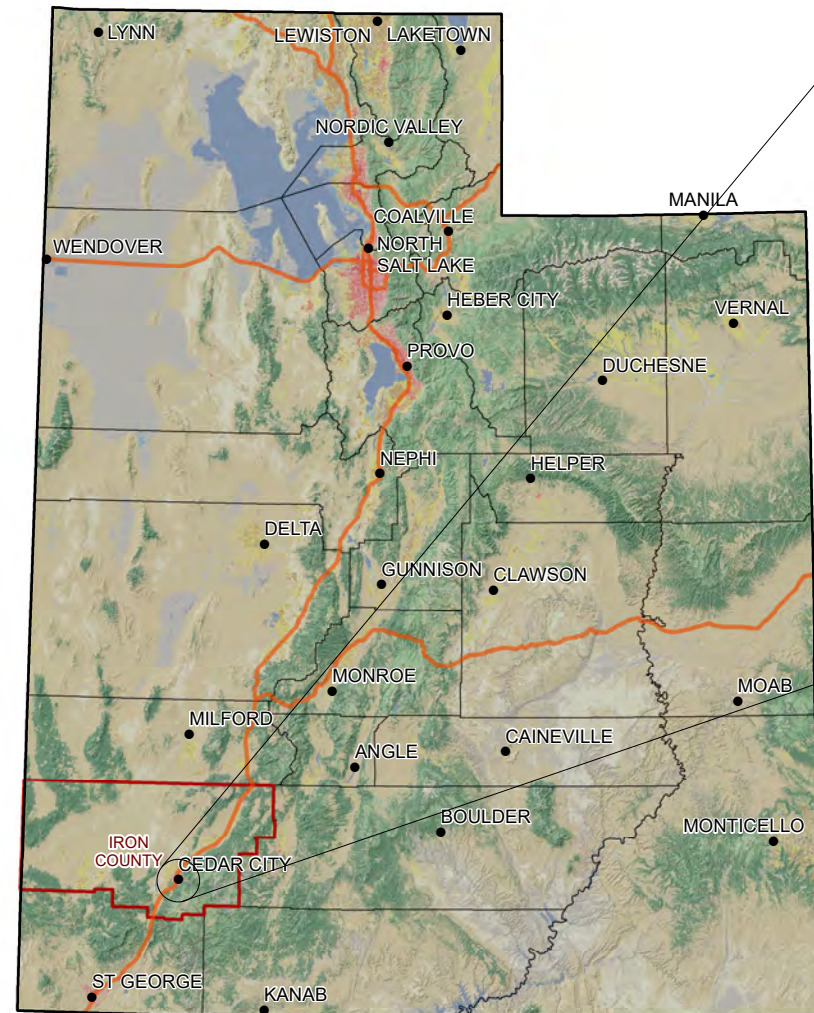 LYNN
LEWISTON
LAKETOWN
NORDIC VALLEY
MANILA
COALVILLE
WENDOVER
NORTH
SALT LAKE
HEBER CITY
VERNAL
PROVO
DUCHESNE
NEPHI
HELPER
DELTA
GUNNISON
CLAWSON
MONROE
MOAB
MILFORD
CAINEVILLE
ANGLE
BOULDER
MONTICELLO
IRON
COUNTY
CEDAR CITY
ST GEORGE
KANAB